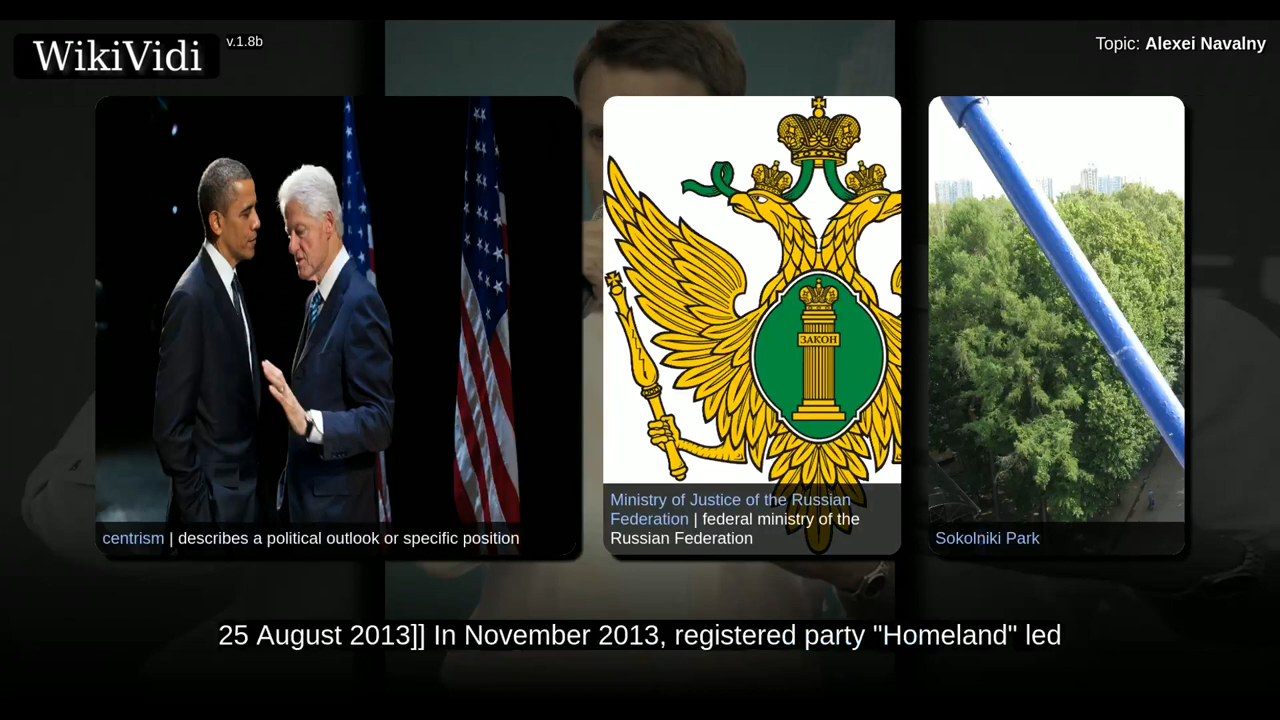 WikiVidi
v.1.8b
Topic: Alexei Navalny
ЗАКОН
centrism | describes a political outlook or specific position
Ministry of Justice of the Russian
Federation | federal ministry of the
Russian Federation
Sokolniki Park
25 August 2013]] In November 2013, registered party "Homeland" led